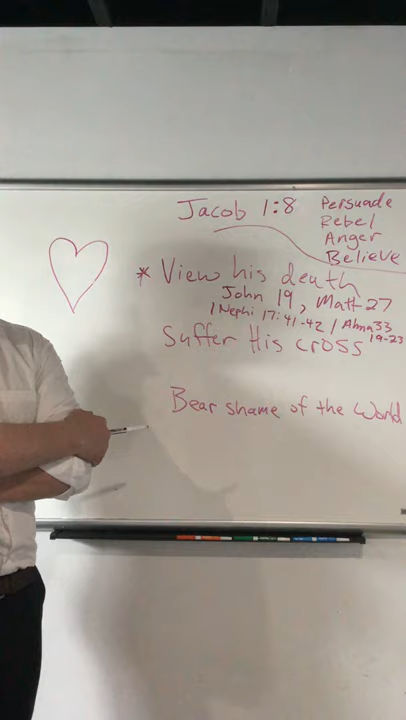 Jacob 1:8
Persuade
Rebel
Anger
Believe
* View his death
John 19, Matt 27
1 Nephi 17:41-42 / Alma 33
19-23
Suffer His cross
Bear shame of the World